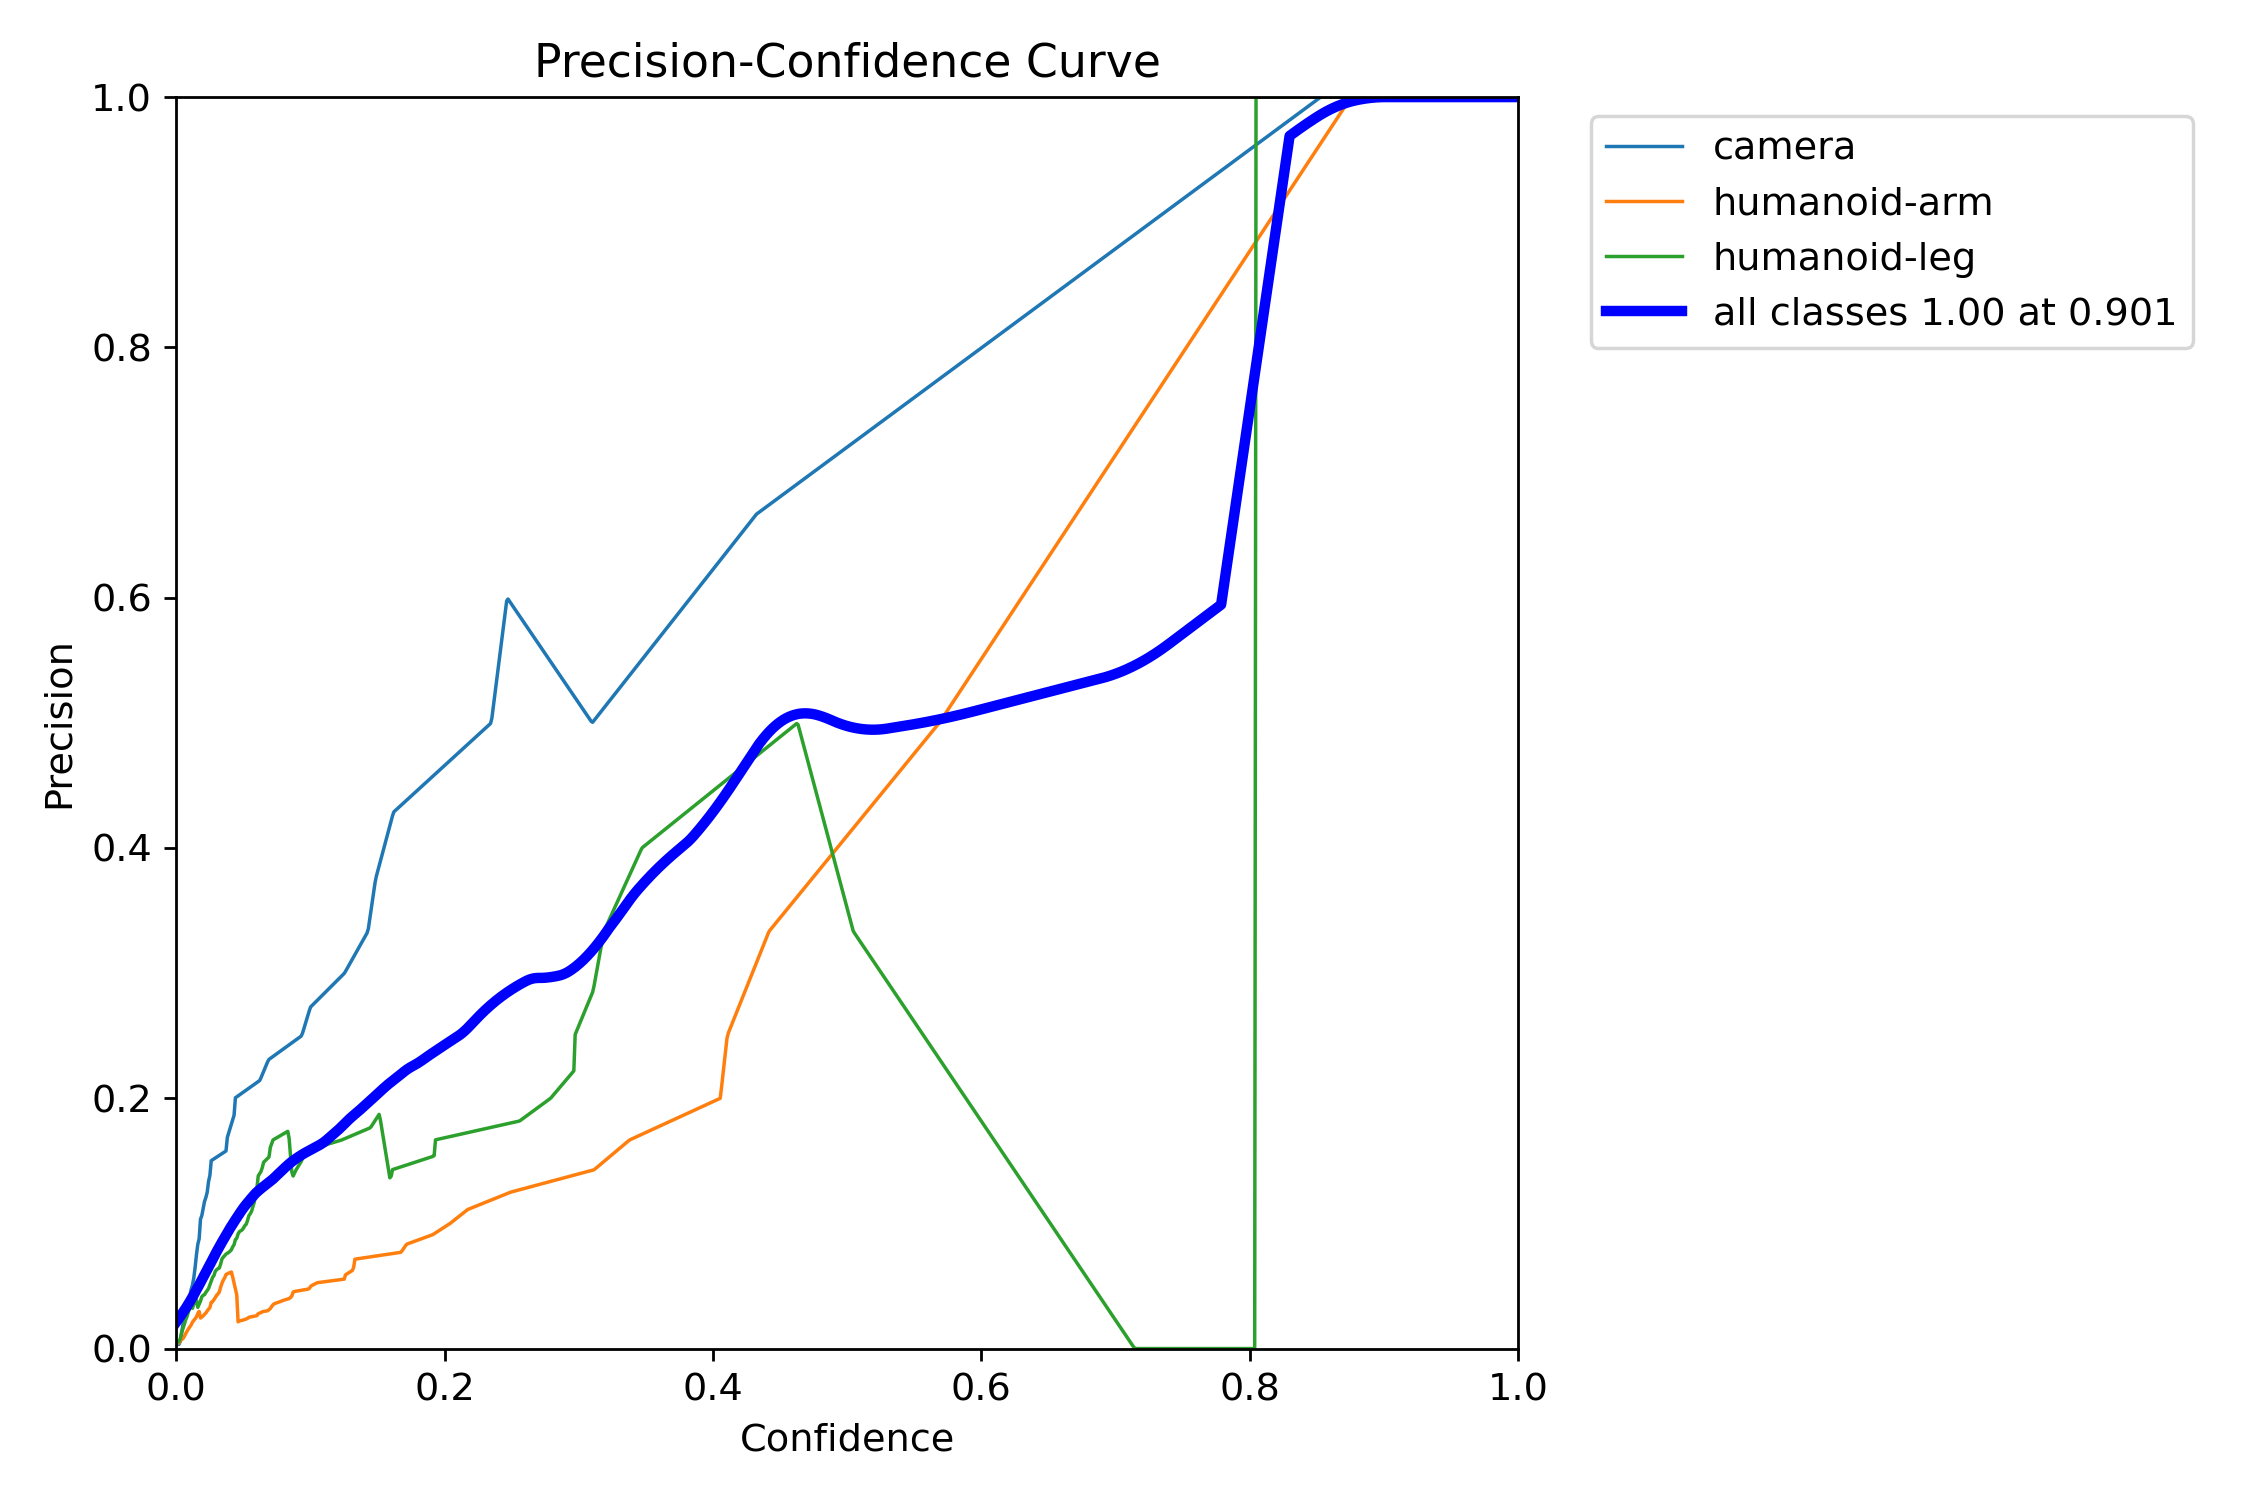 Precision-Confidence Curve
1.0
0.8
0.6
0.4
0.2
0.0
Precision
0.0 0.2 0.4 0.6 0.8 1.0
Confidence
camera
humanoid-arm
humanoid-leg
all classes 1.00 at 0.901